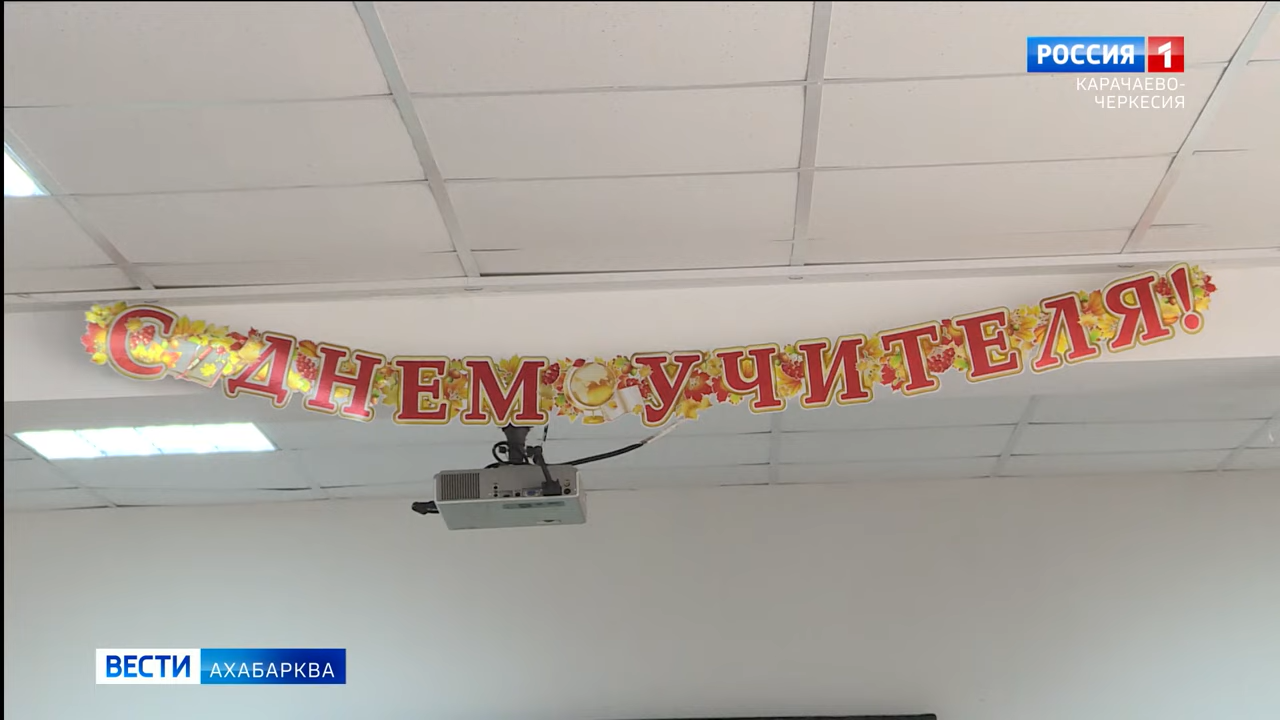 РОССИЯ 1
КАРАЧАЕВО-
ЧЕРКЕСИЯ
С ДНЕМ УЧИТЕЛЯ!
ВЕСТИ АХАБАРКВА